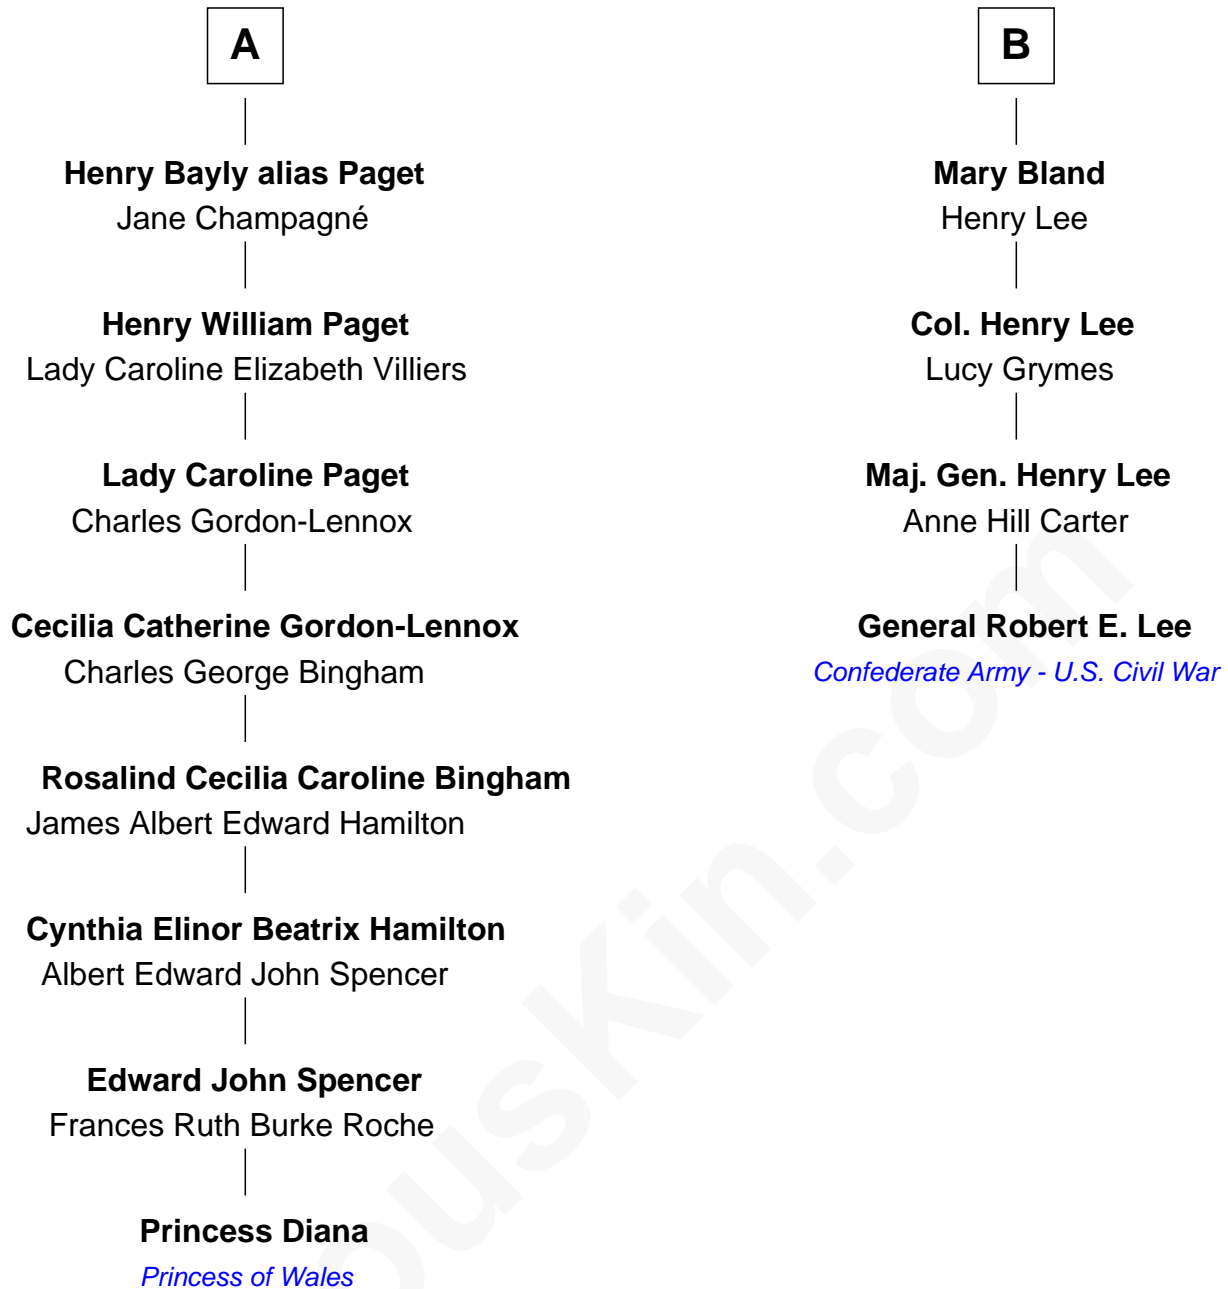 A
Henry Bayly alias Paget
Jane Champagné
Henry William Paget
Lady Caroline Elizabeth Villiers
Lady Caroline Paget
Charles Gordon-Lennox
Cecilia Catherine Gordon-Lennox
Charles George Bingham
Rosalind Cecilia Caroline Bingham
James Albert Edward Hamilton
Cynthia Elinor Beatrix Hamilton
Albert Edward John Spencer
Edward John Spencer
Frances Ruth Burke Roche
Princess Diana
Princess of Wales
B
Mary Bland
Henry Lee
Col. Henry Lee
Lucy Grymes
Maj. Gen. Henry Lee
Anne Hill Carter
General Robert E. Lee
Confederate Army - U.S. Civil War
ousKin.com